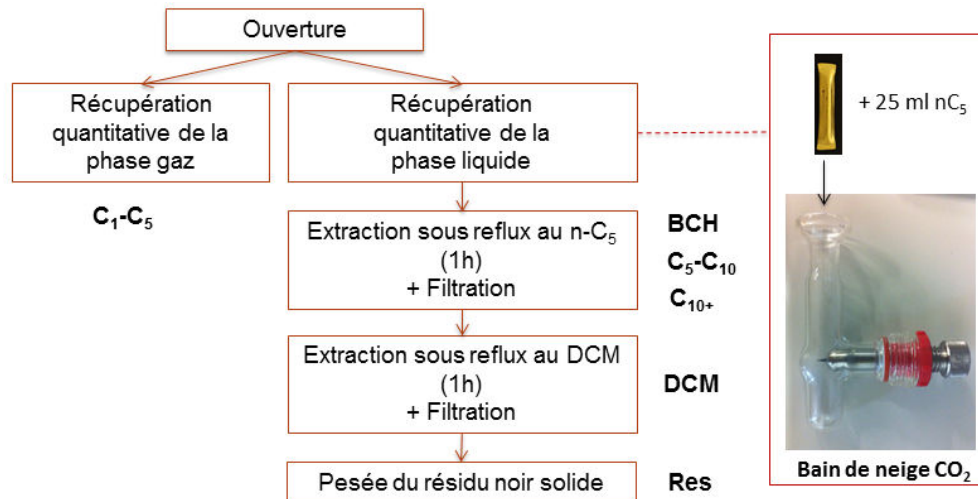 Ouverture
Récupération
quantitative de la
phase gaz
C₁-C₅
Récupération
quantitative de la
phase liquide
Extraction sous reflux au n-C₅
(1h)
+ Filtration
BCH
C₅-C₁₀
C₁₀₊
Extraction sous reflux au DCM
(1h)
+ Filtration
DCM
Pesée du résidu noir solide
Res
+ 25 ml nC₅
Bain de neige CO₂